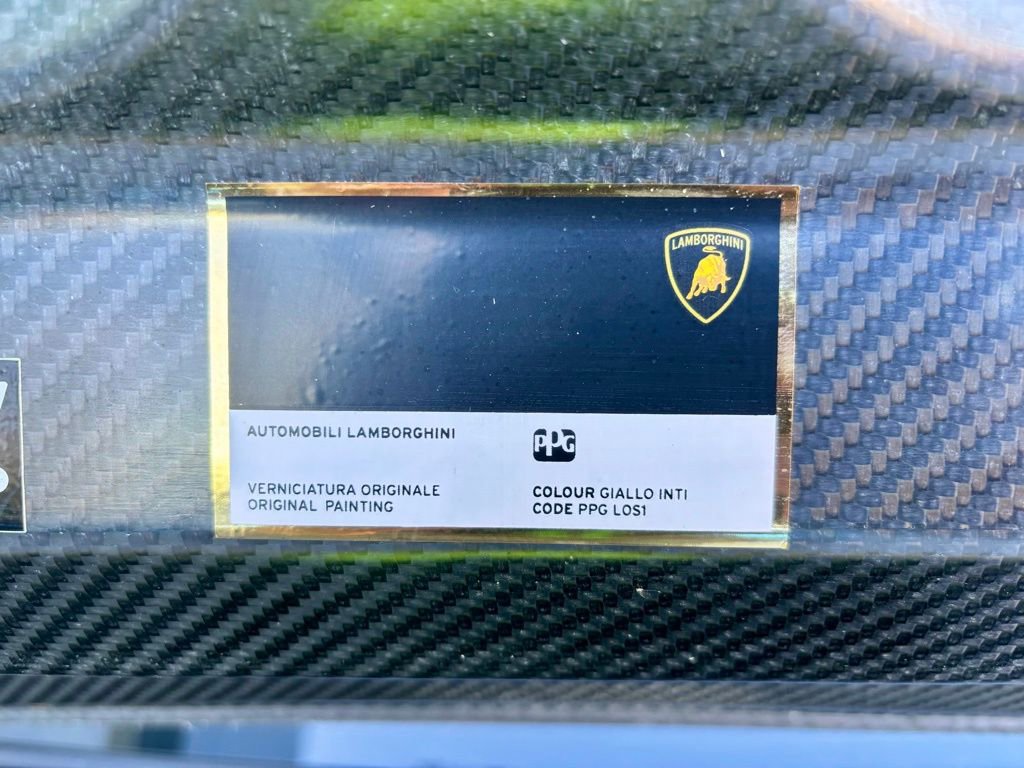 LAMBORGHINI
AUTOMOBILI LAMBORGHINI
PPG
VERNICIATURA ORIGINALE
ORIGINAL PAINTING
COLOUR GIALLO INTI
CODE PPG LOS1